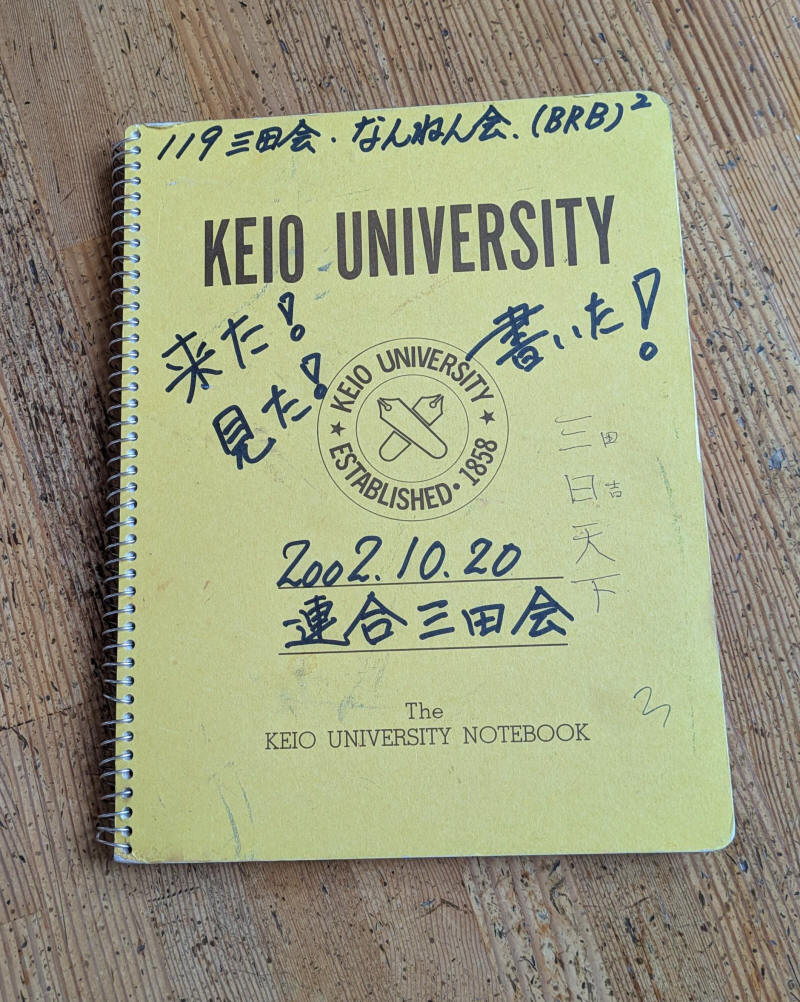 119三田会・なんねん会.(BRB)²
KEIO UNIVERSITY
来た!
見た!
書いた!
★ KEIO UNIVERSITY ★
ESTABLISHED・1858
三田
日吉
天
下
2002.10.20
連合三田会
The
KEIO UNIVERSITY NOTEBOOK